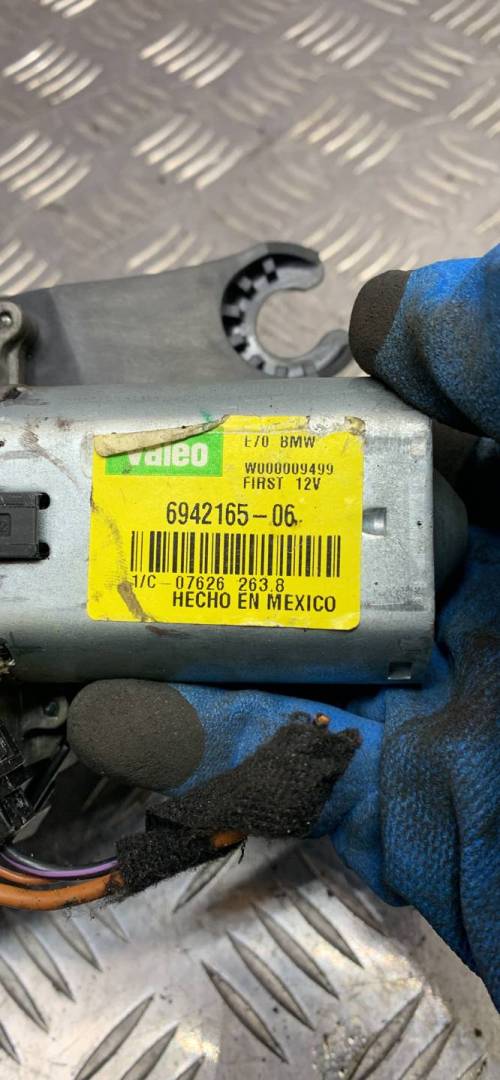 Valeo
E70 BMW
W000009499
FIRST 12V
6942165-06
1/C-07626 263.8
HECHO EN MEXICO